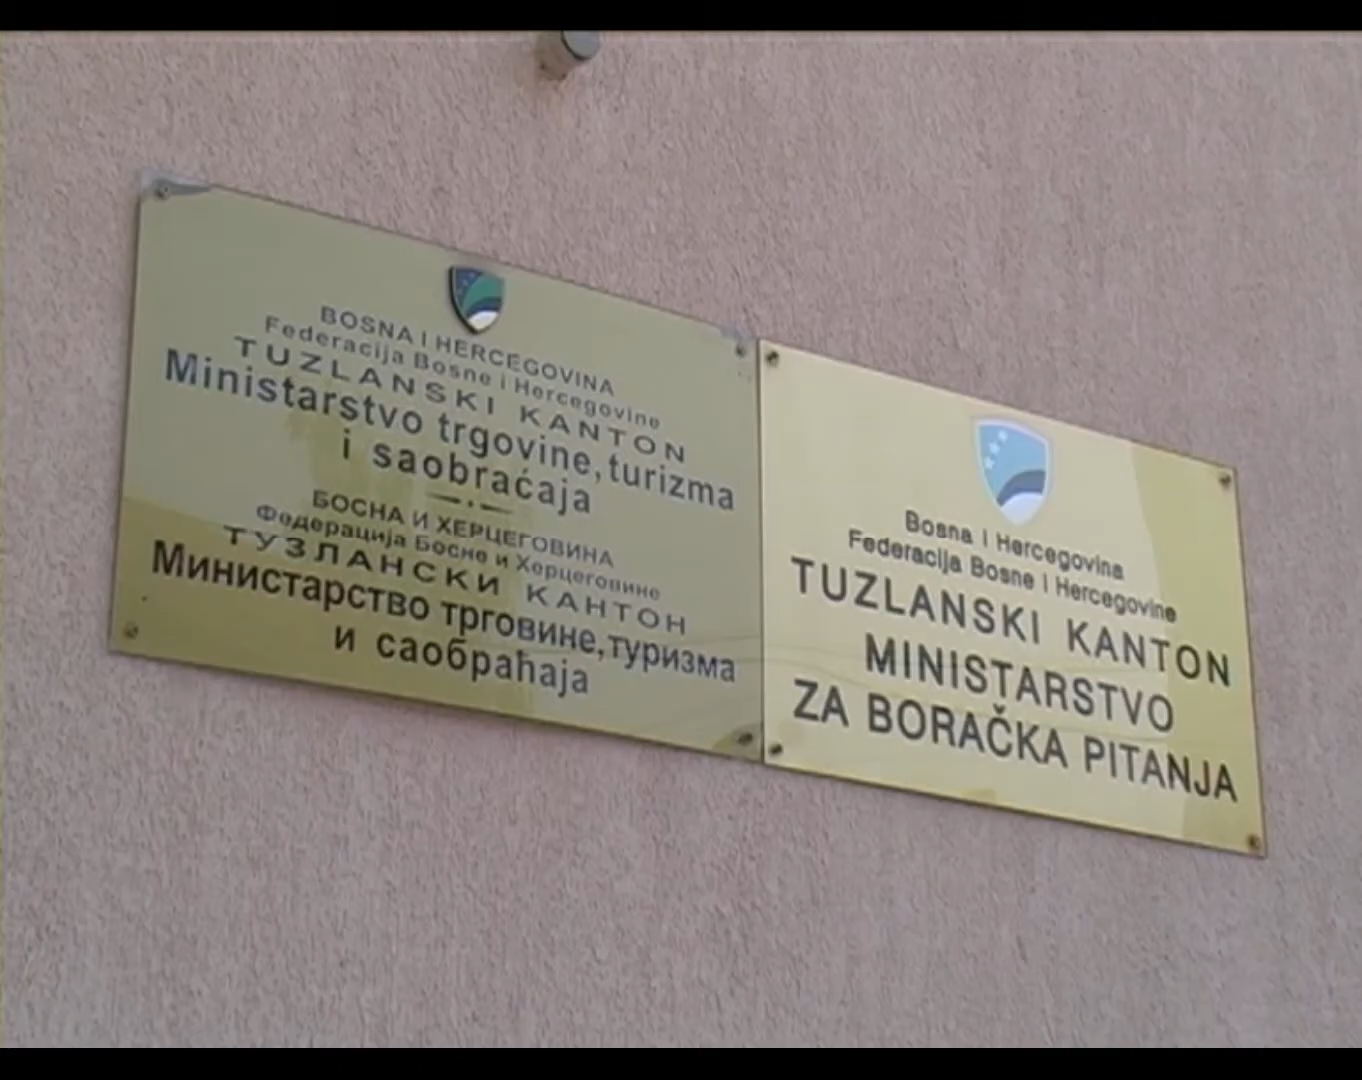 BOSNA I HERCEGOVINA
Federacija Bosne i Hercegovine
TUZLANSKI KANTON
Ministarstvo trgovine, turizma
i saobraćaja
БОСНА И ХЕРЦЕГОВИНА
Федерација Босне и Херцеговине
ТУЗЛАНСКИ КАНТОН
Министарство трговине, туризма
и саобраћаја
Bosna i Hercegovina
Federacija Bosne i Hercegovine
TUZLANSKI KANTON
MINISTARSTVO
ZA BORAČKA PITANJA